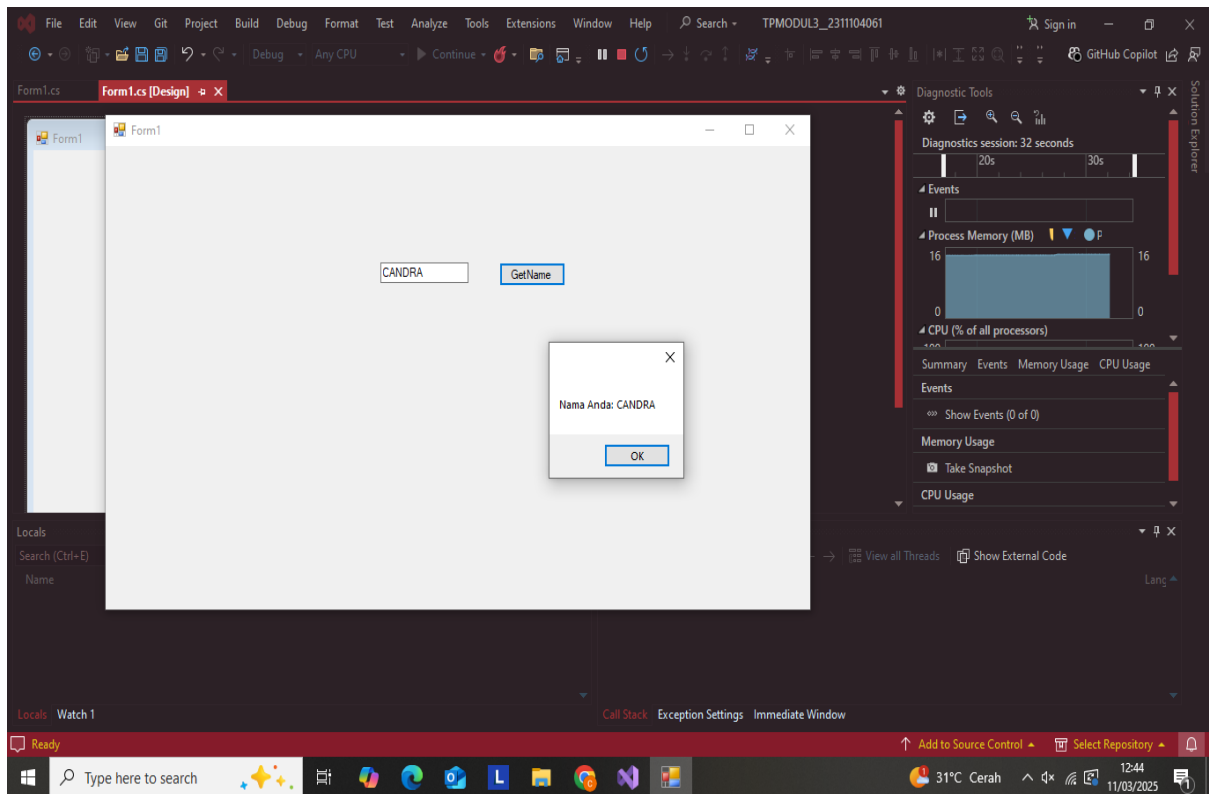 File Edit View Git Project Build Debug Format Test Analyze Tools Extensions Window Help Search TPMODUL3_2311104061 Sign in
Debug Any CPU Continue GitHub Copilot
Form1.cs Form1.cs [Design]
Form1
Form1
CANDRA GetName
Nama Anda: CANDRA
OK
Diagnostic Tools
Diagnostics session: 32 seconds
20s 30s
Events
Process Memory (MB)
16 16
0 0
CPU (% of all processors)
100 100
Summary Events Memory Usage CPU Usage
Events
Show Events (0 of 0)
Memory Usage
Take Snapshot
CPU Usage
Solution Explorer
Locals
Search (Ctrl+E)
Name
View all Threads Show External Code
Lang
Locals Watch 1
Call Stack Exception Settings Immediate Window
Ready Add to Source Control Select Repository
Type here to search
L
31°C Cerah
12:44
11/03/2025
1